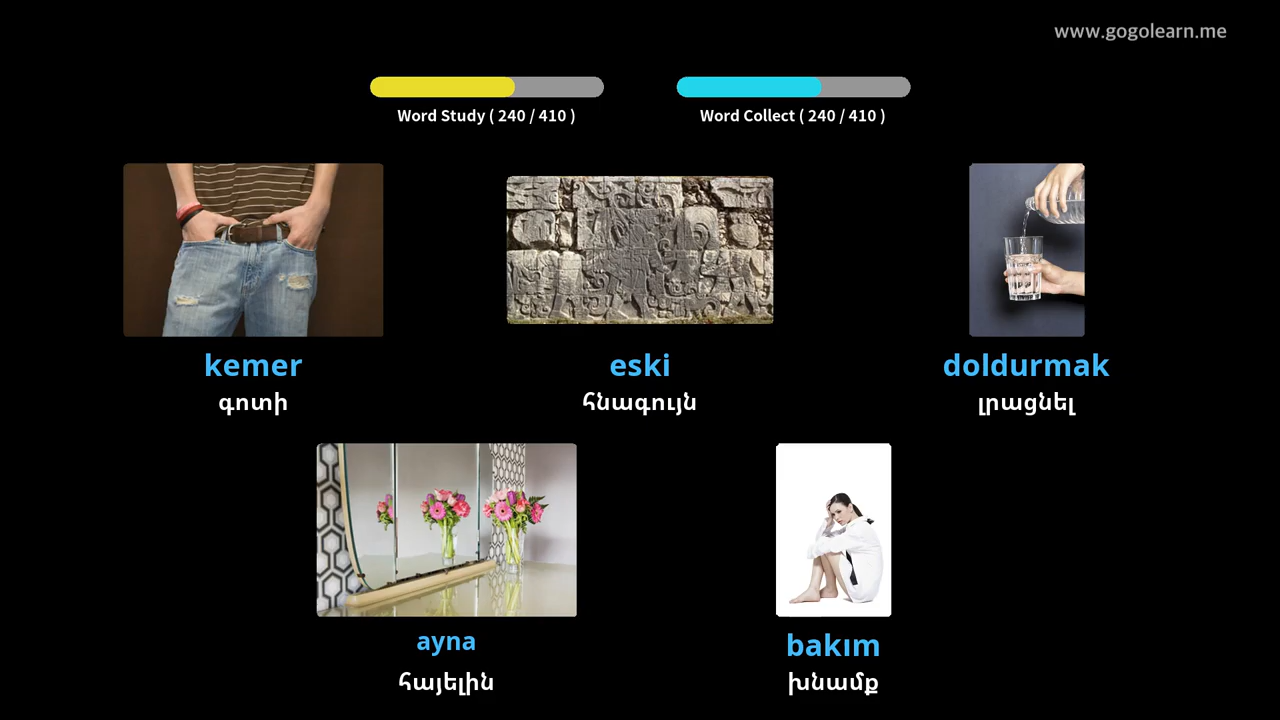 www.gogolearn.me
Word Study ( 240 / 410 )
Word Collect ( 240 / 410 )
kemer
գոտի
eski
հնագույն
doldurmak
լրացնել
ayna
հայելին
bakım
խնամք